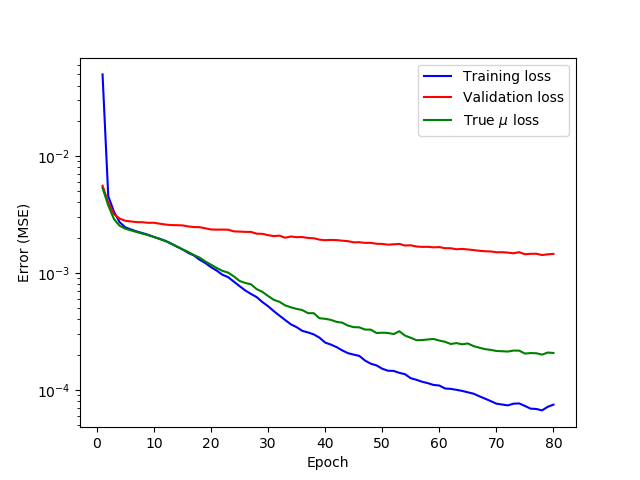 Training loss
Validation loss
True μ loss
10⁻²
10⁻³
10⁻⁴
Error (MSE)
0 10 20 30 40 50 60 70 80
Epoch